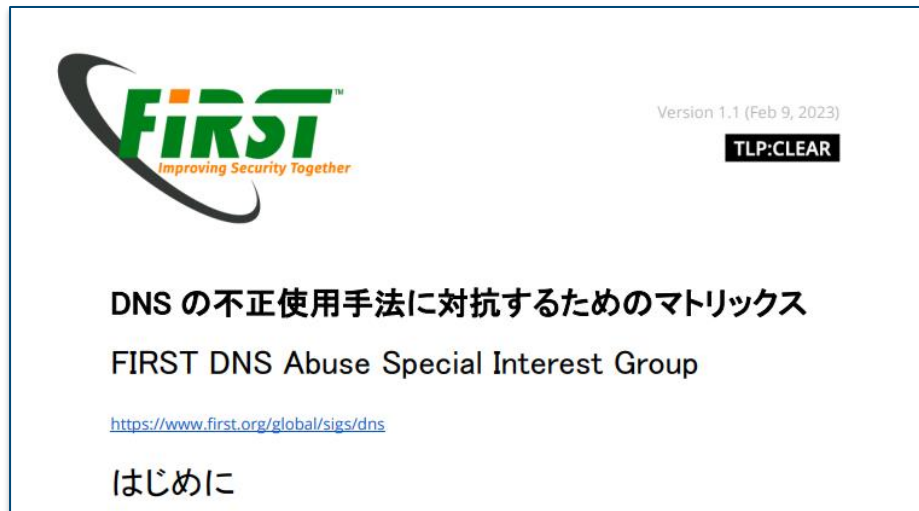 FiRST™
Improving Security Together
Version 1.1 (Feb 9, 2023)
TLP:CLEAR
DNS の不正使用手法に対抗するためのマトリックス
FIRST DNS Abuse Special Interest Group
https://www.first.org/global/sigs/dns
はじめに